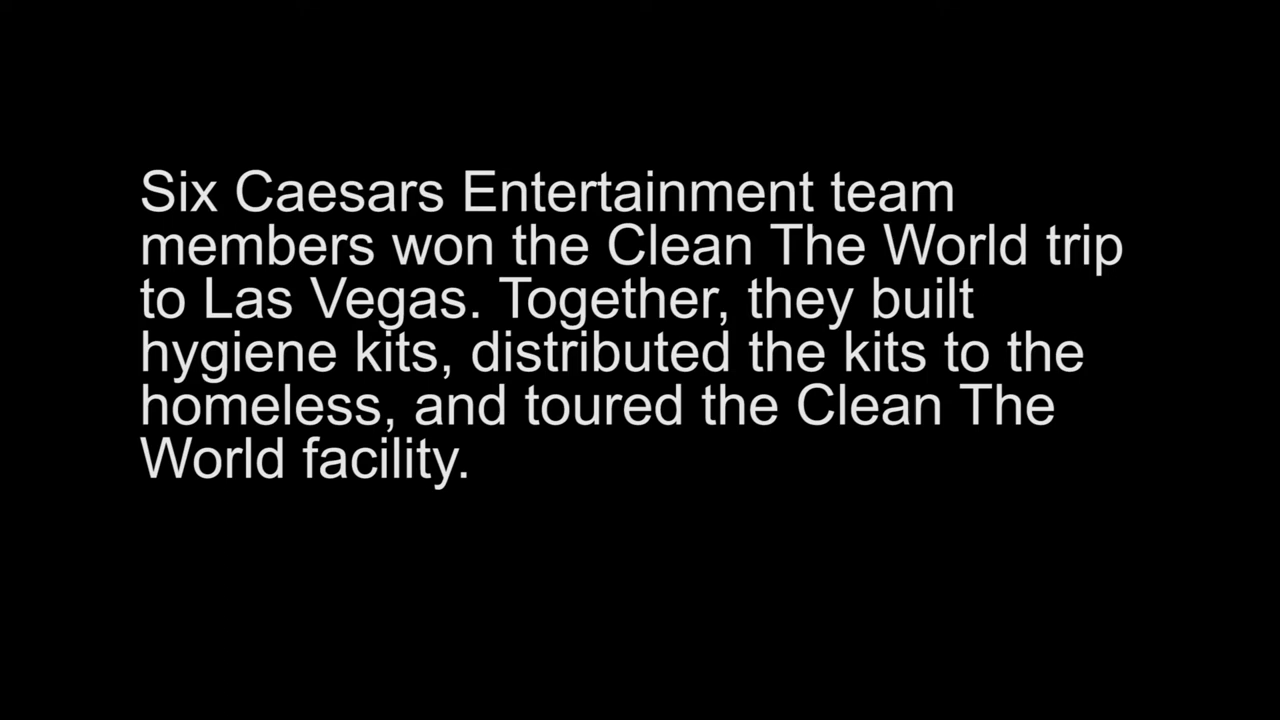 Six Caesars Entertainment team
members won the Clean The World trip
to Las Vegas. Together, they built
hygiene kits, distributed the kits to the
homeless, and toured the Clean The
World facility.